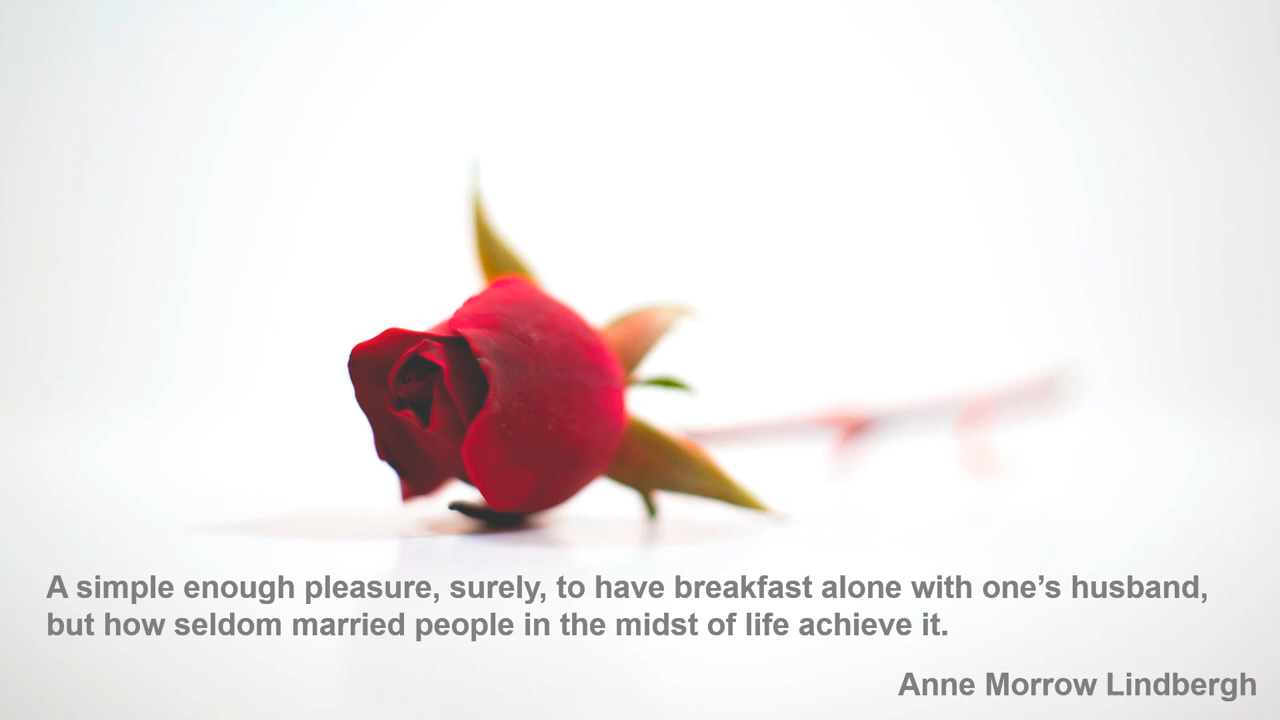 A simple enough pleasure, surely, to have breakfast alone with one’s husband,
but how seldom married people in the midst of life achieve it.
Anne Morrow Lindbergh